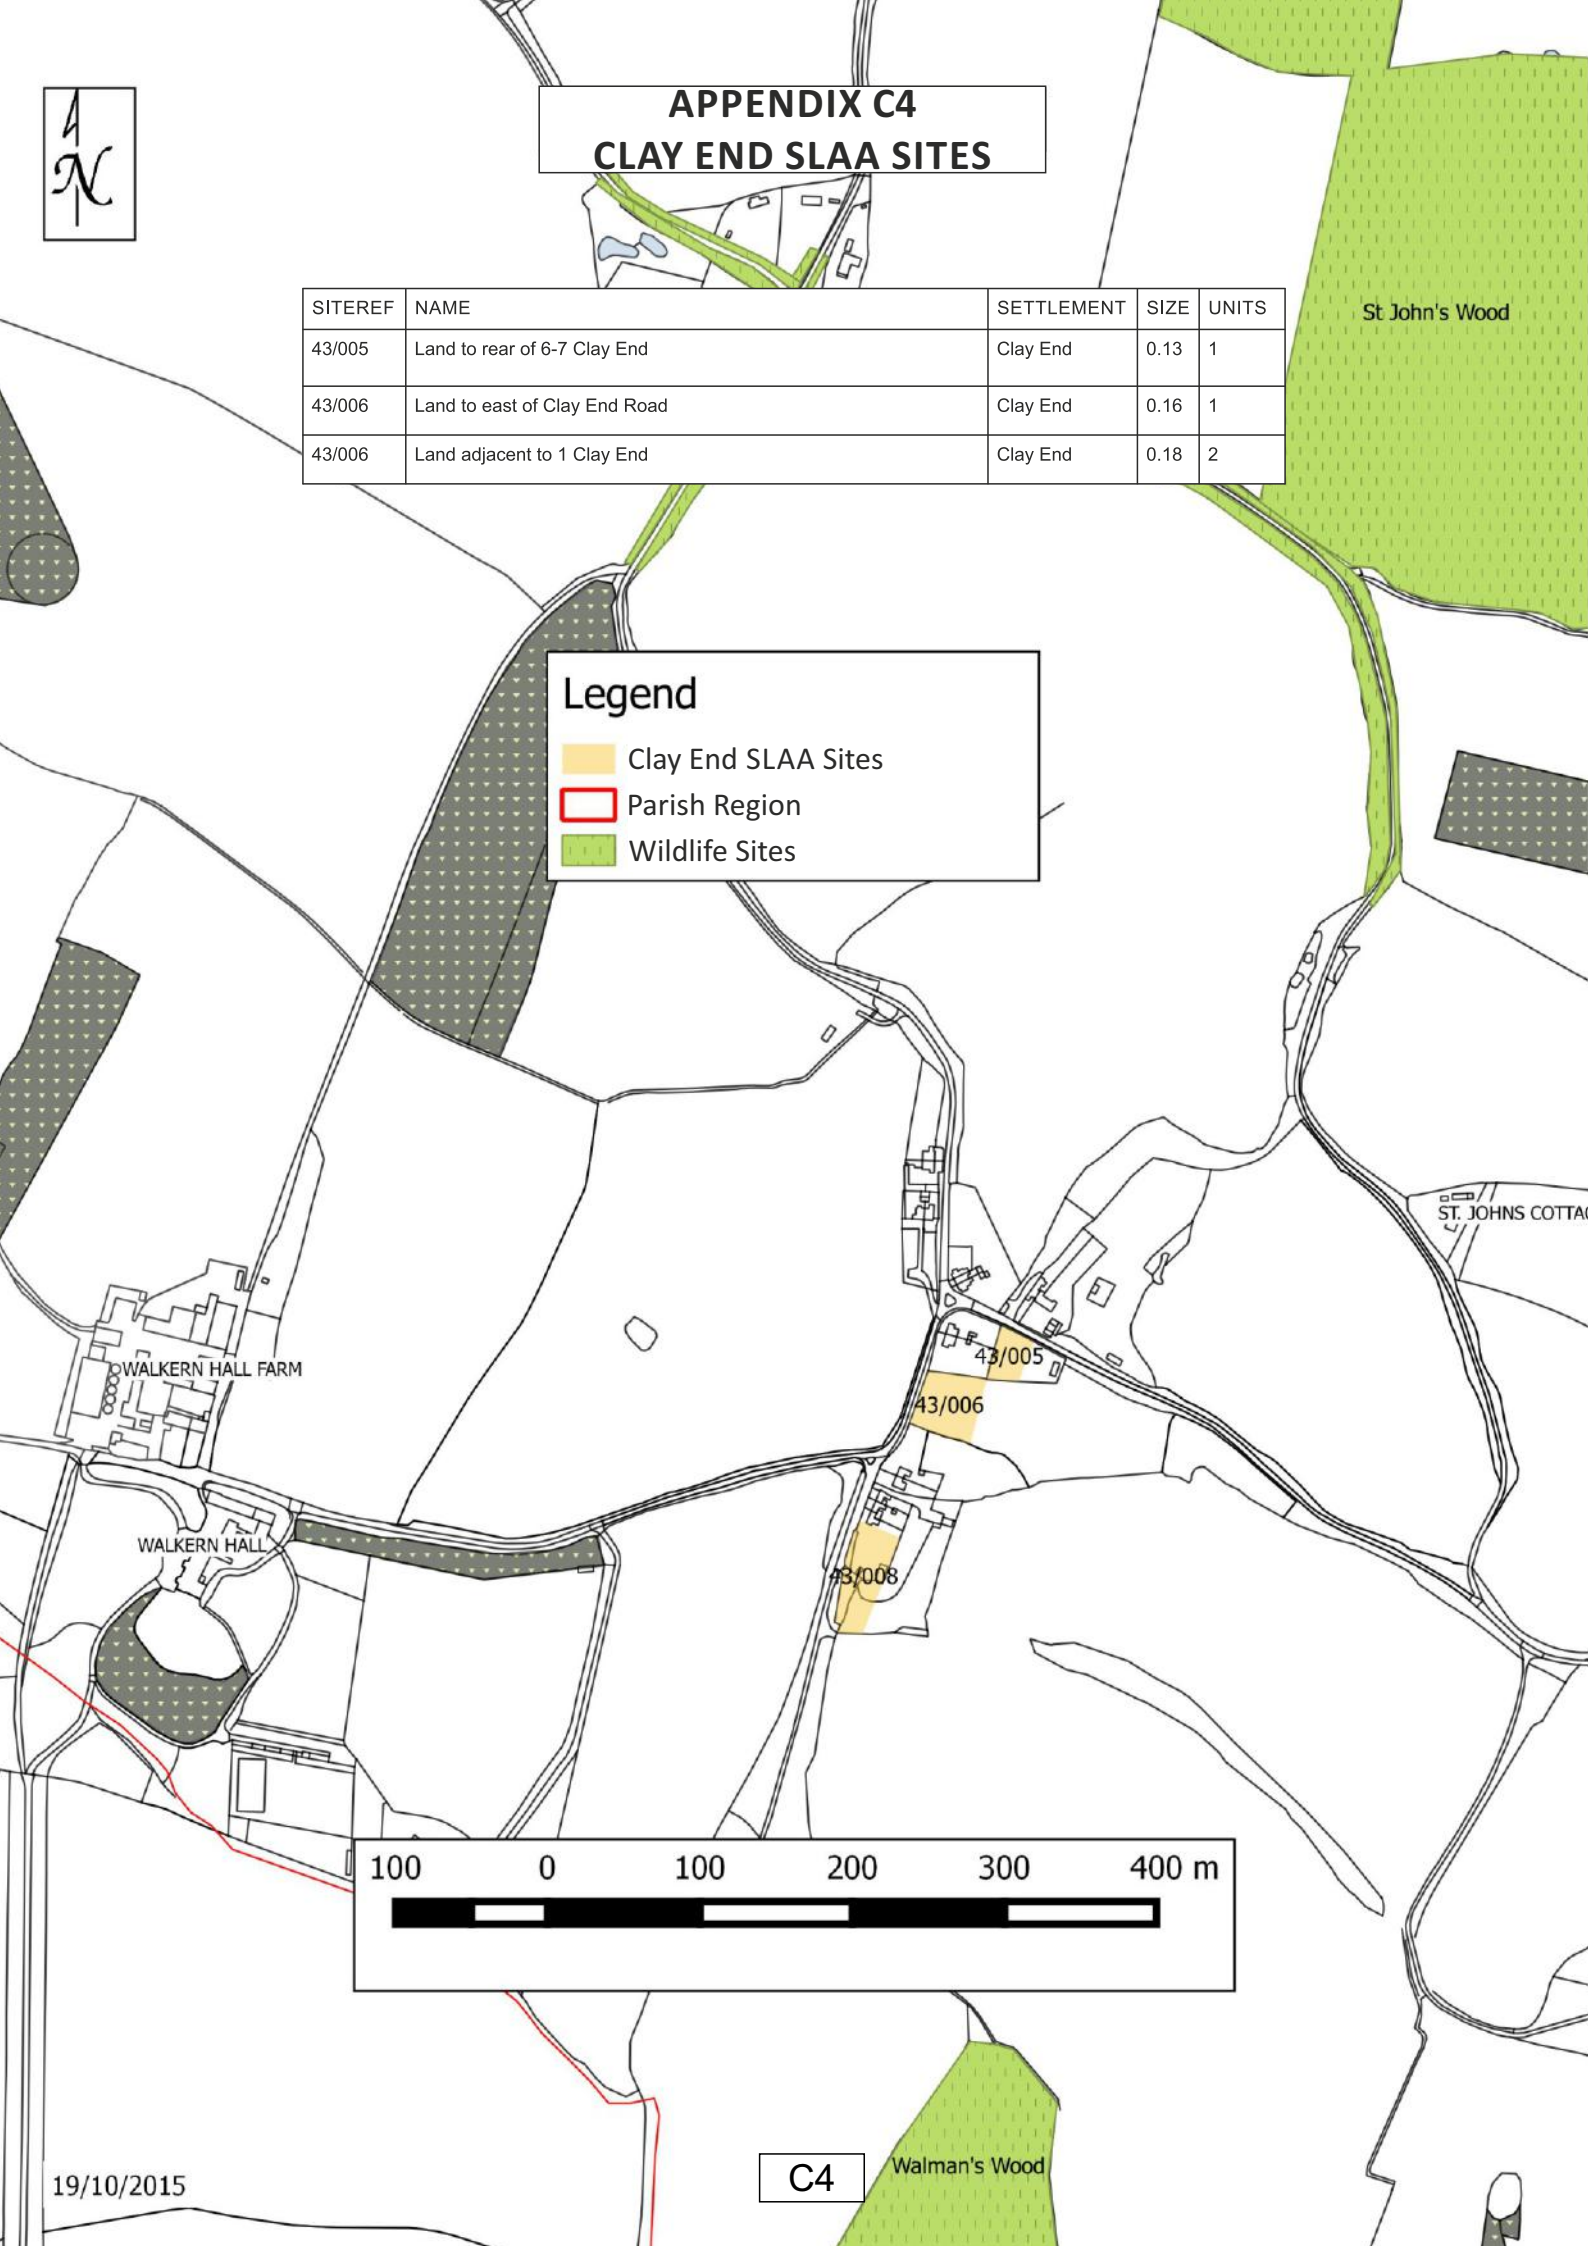 APPENDIX C4
CLAY END SLAA SITES
N
SITEREF NAME SETTLEMENT SIZE UNITS
43/005 Land to rear of 6-7 Clay End Clay End 0.13 1
43/006 Land to east of Clay End Road Clay End 0.16 1
43/006 Land adjacent to 1 Clay End Clay End 0.18 2
St John's Wood
Legend
Clay End SLAA Sites
Parish Region
Wildlife Sites
ST. JOHNS COTTAG
43/005
WALKERN HALL FARM
43/006
WALKERN HALL
43/008
100 0 100 200 300 400 m
Walman's Wood
C4
19/10/2015